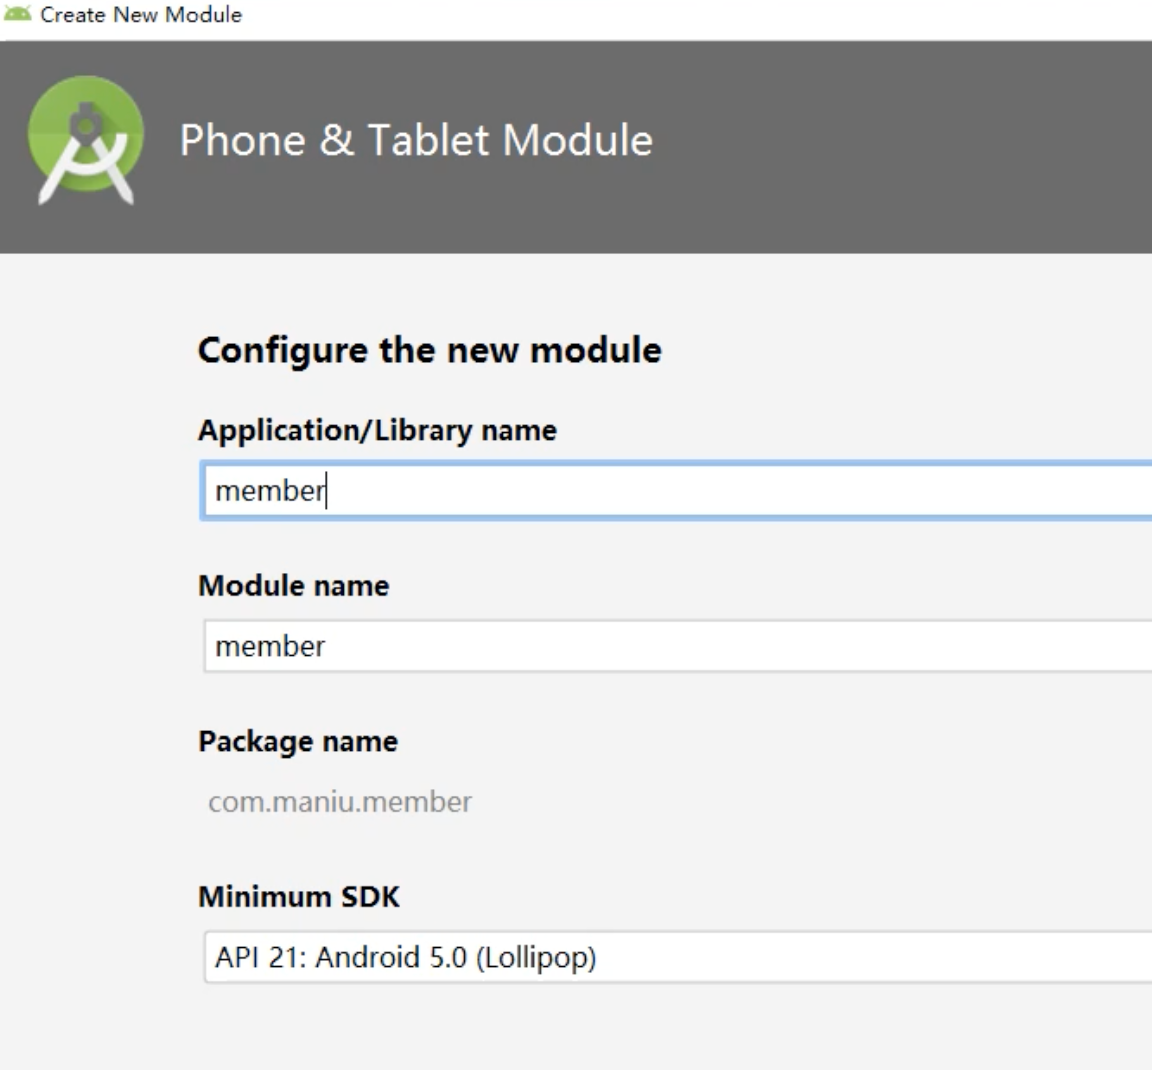 Create New Module
Phone & Tablet Module
Configure the new module
Application/Library name
member
Module name
member
Package name
com.maniu.member
Minimum SDK
API 21: Android 5.0 (Lollipop)